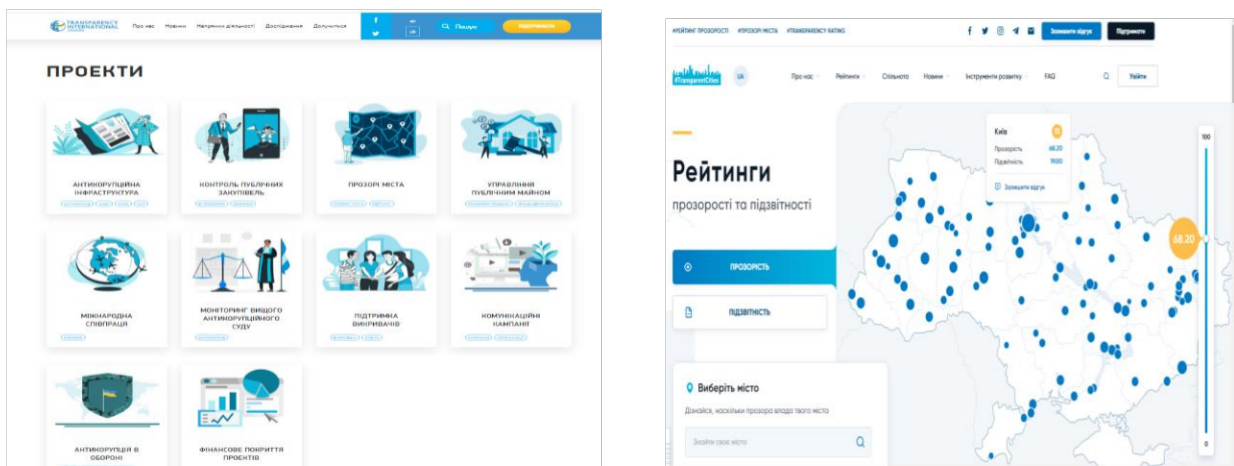 TRANSPARENCY
INTERNATIONAL
Про нас Новини Напрямки діяльності Дослідження Долучитися
Пошук
ПРОЕКТИ
АНТИКОРУПЦІЙНА
ІНФРАСТРУКТУРА
КОНТРОЛЬ ПУБЛІЧНИХ
ЗАКУПІВЕЛЬ
ПРОЗОРІ МІСТА
УПРАВЛІННЯ
ПУБЛІЧНИМ МАЙНОМ
МІЖНАРОДНА
СПІВПРАЦЯ
МОНІТОРИНГ ВИЩОГО
АНТИКОРУПЦІЙНОГО
СУДУ
ПІДТРИМКА
ВИКРИВАЧІВ
КОМУНІКАЦІЙНІ
КАМПАНІЇ
АНТИКОРУПЦІЯ В
ОБОРОНІ
ФІНАНСОВЕ ПОКРИТТЯ
ПРОЕКТІВ
#РЕЙТИНГ ПРОЗОРОСТІ #ПРОЗОРІ МІСТА #TRANSPARENCY RATING
Залишити відгук Підтримати
#TransparentCities
UA
Про нас Рейтинги Спільнота Новини Інструменти розвитку FAQ
Увійти
Рейтинги
прозорості та підзвітності
ПРОЗОРІСТЬ
ПІДЗВІТНІСТЬ
Виберіть місто
Дізнайся, наскільки прозора влада твого міста
Знайти своє місто
Київ
Прозорість 68.20
Підзвітність
Залишити відгук
100
68.20
0